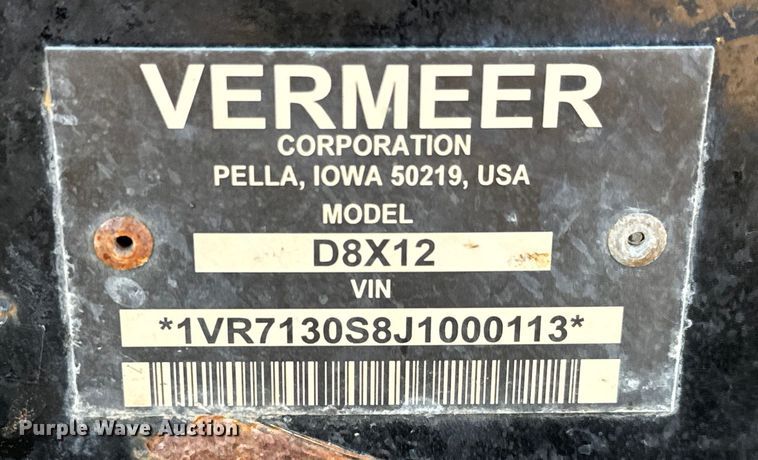 VERMEER
CORPORATION
PELLA, IOWA 50219, USA
MODEL
D8X12
VIN
*1VR7130S8J1000113*
Purple Wave Auction